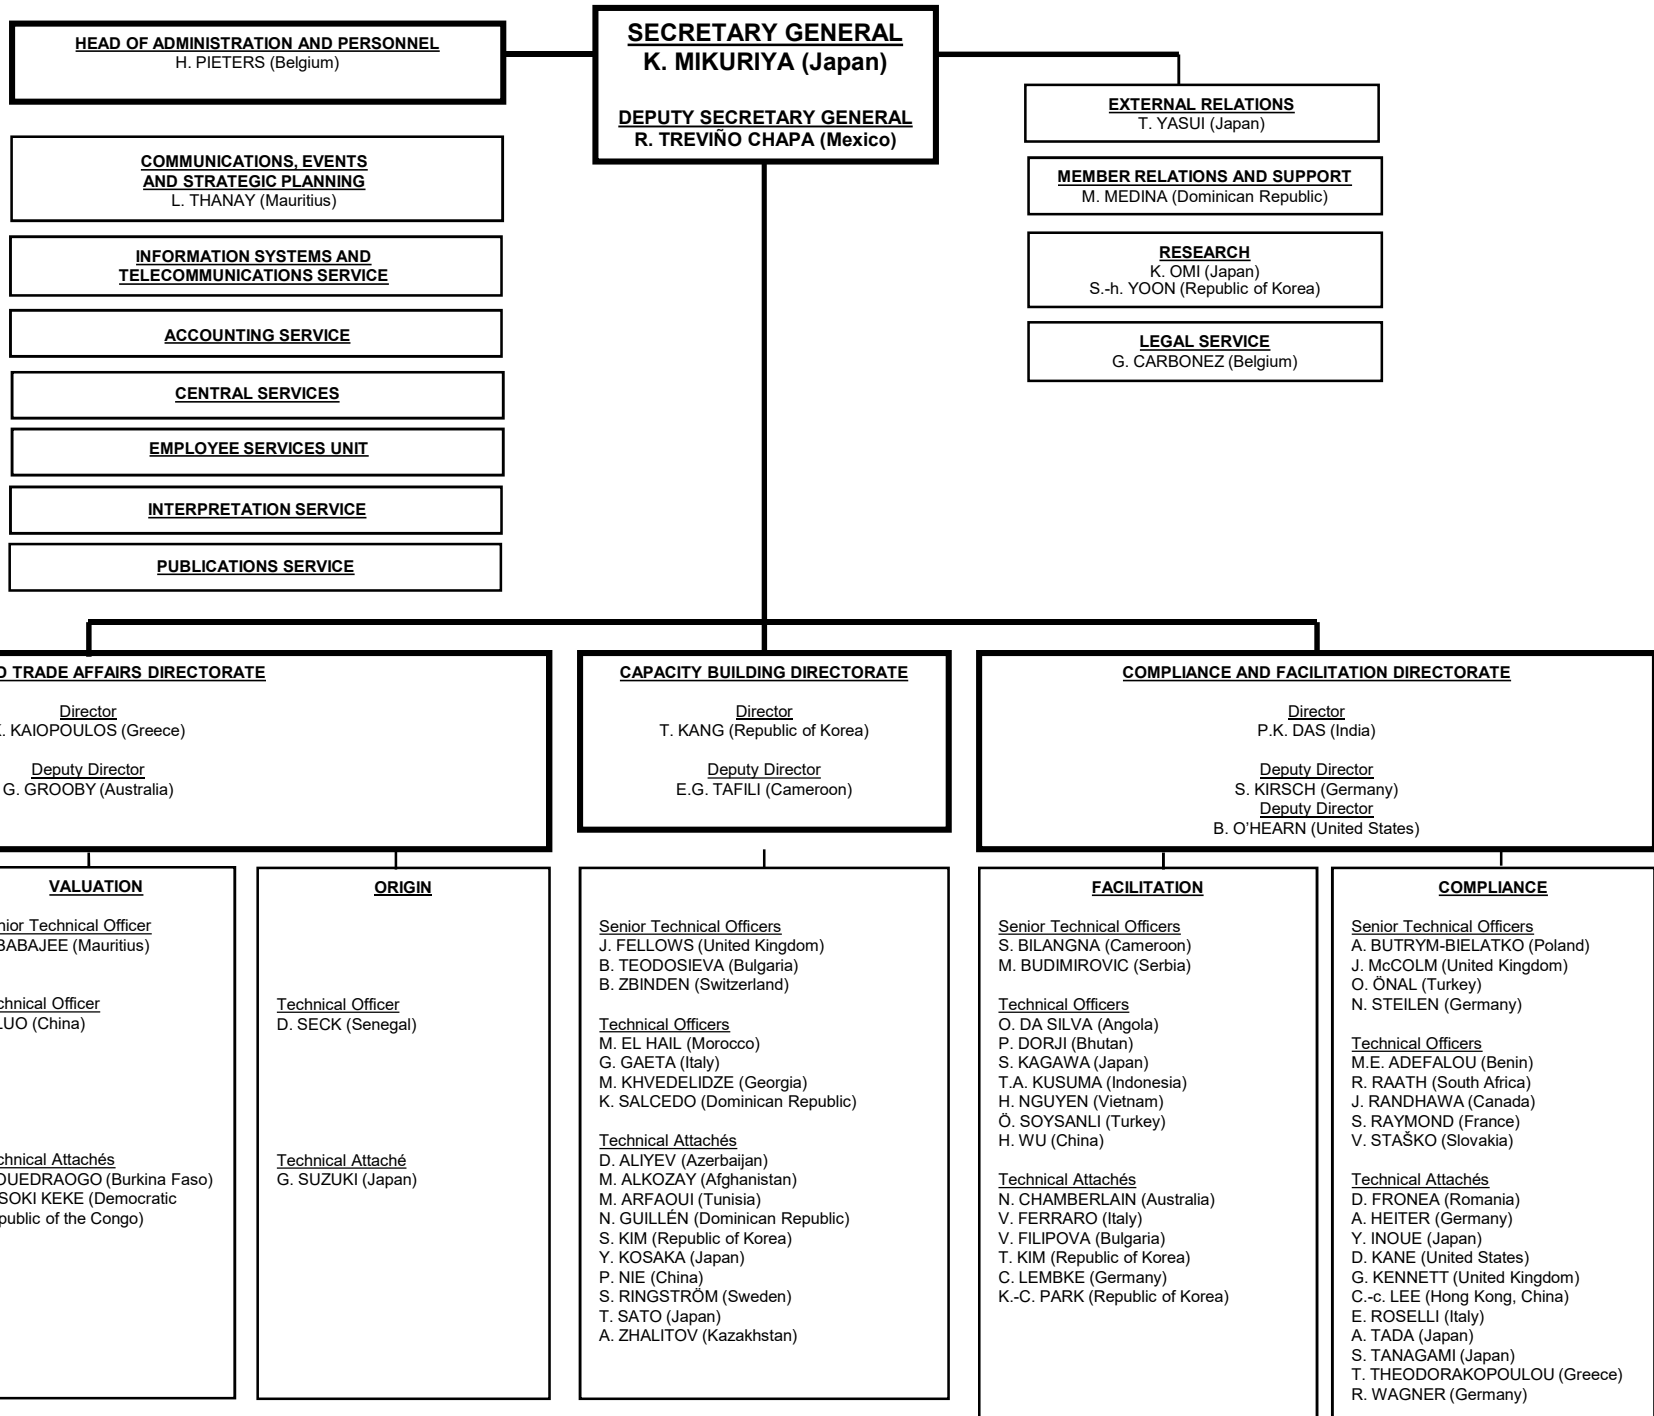 HEAD OF ADMINISTRATION AND PERSONNEL
H. PIETERS (Belgium)
SECRETARY GENERAL
K. MIKURIYA (Japan)
DEPUTY SECRETARY GENERAL
R. TREVIÑO CHAPA (Mexico)
EXTERNAL RELATIONS
T. YASUI (Japan)
MEMBER RELATIONS AND SUPPORT
M. MEDINA (Dominican Republic)
RESEARCH
K. OMI (Japan)
S.-h. YOON (Republic of Korea)
LEGAL SERVICE
G. CARBONEZ (Belgium)
COMMUNICATIONS, EVENTS
AND STRATEGIC PLANNING
L. THANAY (Mauritius)
INFORMATION SYSTEMS AND
TELECOMMUNICATIONS SERVICE
ACCOUNTING SERVICE
CENTRAL SERVICES
EMPLOYEE SERVICES UNIT
INTERPRETATION SERVICE
PUBLICATIONS SERVICE
TRADE AFFAIRS DIRECTORATE
Director
KAIOPOULOS (Greece)
Deputy Director
G. GROOBY (Australia)
CAPACITY BUILDING DIRECTORATE
Director
T. KANG (Republic of Korea)
Deputy Director
E.G. TAFILI (Cameroon)
COMPLIANCE AND FACILITATION DIRECTORATE
Director
P.K. DAS (India)
Deputy Director
S. KIRSCH (Germany)
Deputy Director
B. O'HEARN (United States)
VALUATION
Technical Officer
BABAJEE (Mauritius)
Officer
LUO (China)
Attachés
OUEDRAOGO (Burkina Faso)
KEKE (Democratic
of the Congo)
ORIGIN
Technical Officer
D. SECK (Senegal)
Technical Attaché
G. SUZUKI (Japan)
Senior Technical Officers
J. FELLOWS (United Kingdom)
B. TEODOSIEVA (Bulgaria)
B. ZBINDEN (Switzerland)
Technical Officers
M. EL HAIL (Morocco)
G. GAETA (Italy)
M. KHVEDELIDZE (Georgia)
K. SALCEDO (Dominican Republic)
Technical Attachés
D. ALIYEV (Azerbaijan)
M. ALKOZAY (Afghanistan)
M. ARFAOUI (Tunisia)
N. GUILLÉN (Dominican Republic)
S. KIM (Republic of Korea)
Y. KOSAKA (Japan)
P. NIE (China)
S. RINGSTRÖM (Sweden)
T. SATO (Japan)
A. ZHALITOV (Kazakhstan)
FACILITATION
Senior Technical Officers
S. BILANGNA (Cameroon)
M. BUDIMIROVIC (Serbia)
Technical Officers
O. DA SILVA (Angola)
P. DORJI (Bhutan)
S. KAGAWA (Japan)
T.A. KUSUMA (Indonesia)
H. NGUYEN (Vietnam)
Ö. SOYSANLI (Turkey)
H. WU (China)
Technical Attachés
N. CHAMBERLAIN (Australia)
V. FERRARO (Italy)
V. FILIPOVA (Bulgaria)
T. KIM (Republic of Korea)
C. LEMBKE (Germany)
K.-C. PARK (Republic of Korea)
COMPLIANCE
Senior Technical Officers
A. BUTRYM-BIELATKO (Poland)
J. McCOLM (United Kingdom)
O. ÖNAL (Turkey)
N. STEILEN (Germany)
Technical Officers
M.E. ADEFALOU (Benin)
R. RAATH (South Africa)
J. RANDHAWA (Canada)
S. RAYMOND (France)
V. STAŠKO (Slovakia)
Technical Attachés
D. FRONEA (Romania)
A. HEITER (Germany)
Y. INOUE (Japan)
D. KANE (United States)
G. KENNETT (United Kingdom)
C.-c. LEE (Hong Kong, China)
E. ROSELLI (Italy)
A. TADA (Japan)
S. TANAGAMI (Japan)
T. THEODORAKOPOULOU (Greece)
R. WAGNER (Germany)